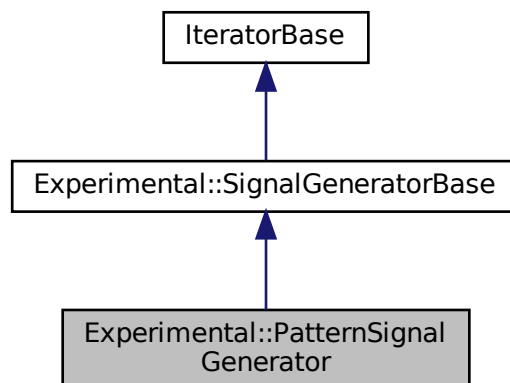 IteratorBase
Experimental::SignalGeneratorBase
Experimental::PatternSignal
Generator